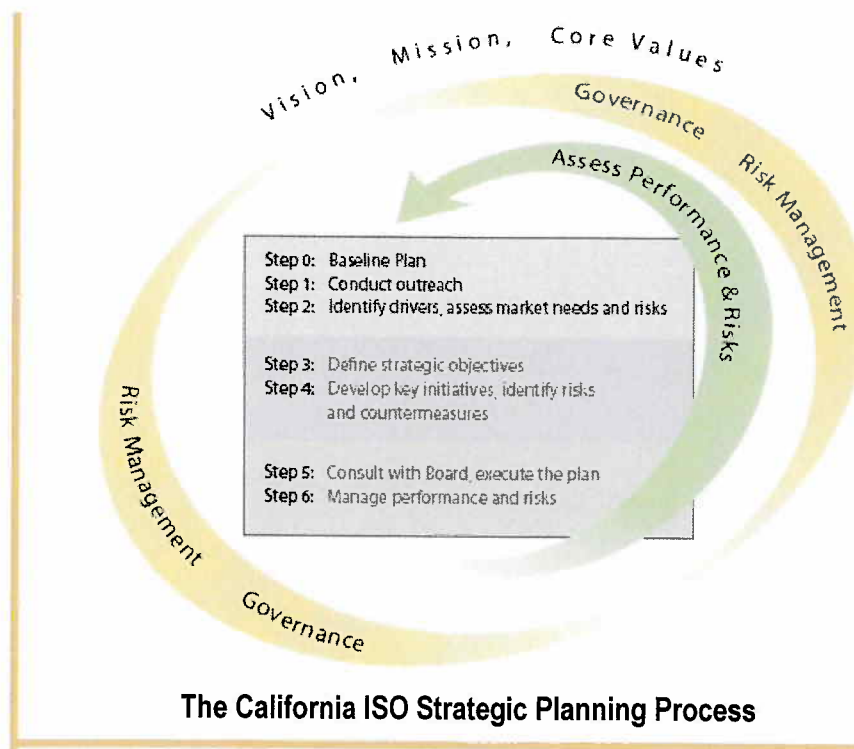 Vision, Mission, Core Values
Governance Risk Management
Assess Performance & Risks
Step 0: Baseline Plan
Step 1: Conduct outreach
Step 2: Identify drivers, assess market needs and risks
Step 3: Define strategic objectives
Step 4: Develop key initiatives, identify risks
and countermeasures
Step 5: Consult with Board, execute the plan
Step 6: Manage performance and risks
Risk Management Governance
The California ISO Strategic Planning Process